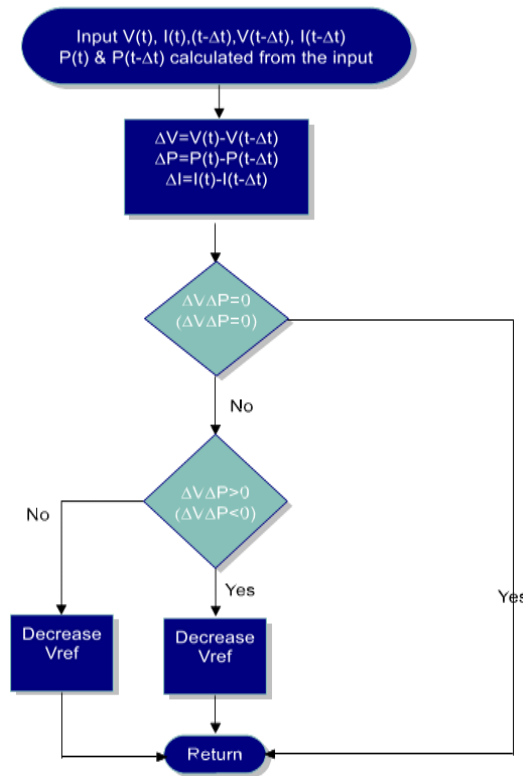 Input V(t), I(t),(t-Δt),V(t-Δt), I(t-Δt)
P(t) & P(t-Δt) calculated from the input
ΔV=V(t)-V(t-Δt)
ΔP=P(t)-P(t-Δt)
ΔI=I(t)-I(t-Δt)
ΔVΔP=0
(ΔVΔP=0)
No
ΔVΔP>0
(ΔVΔP<0)
No
Yes
Yes
Decrease
Vref
Decrease
Vref
Return